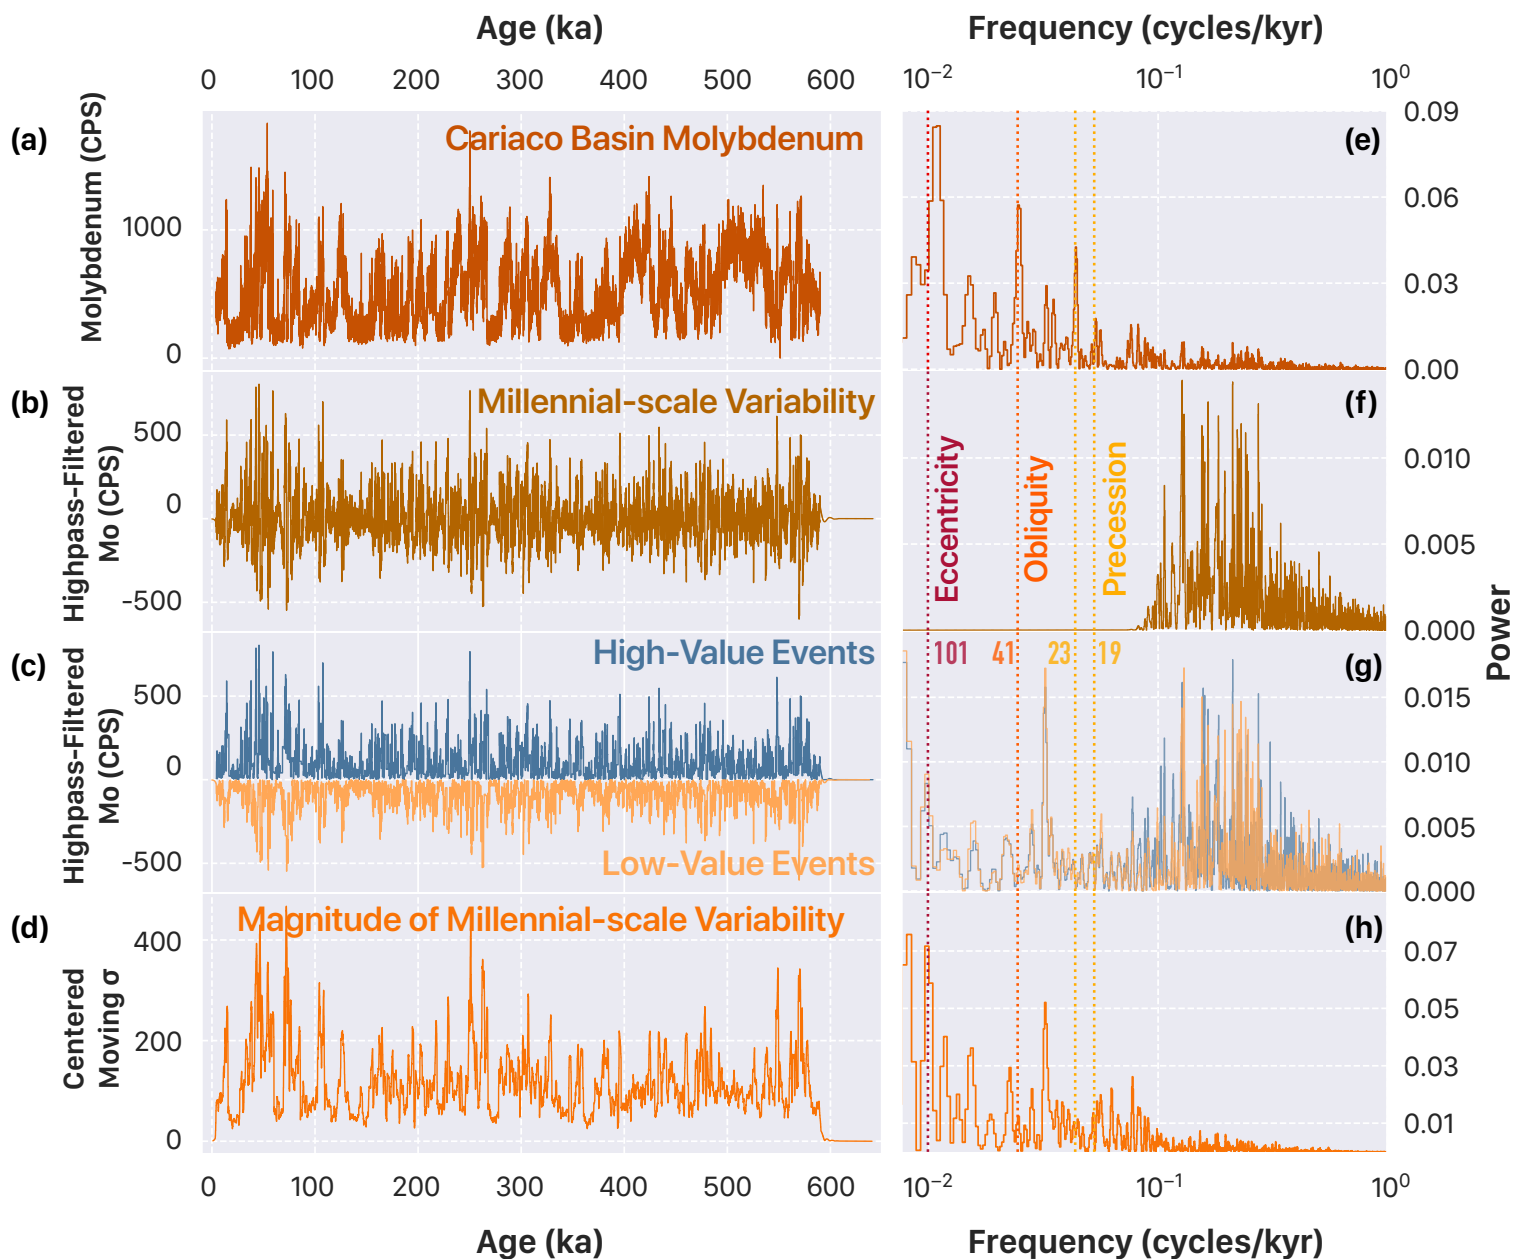 Age (ka)
Frequency (cycles/kyr)
0 100 200 300 400 500 600
10⁻² 10⁻¹ 10⁰
(a)
Molybdenum (CPS)
1000
0
Cariaco Basin Molybdenum
(e)
0.09
0.06
0.03
0.00
(b)
Highpass-Filtered
Mo (CPS)
500
0
-500
Millennial-scale Variability
(f)
Eccentricity
Obliquity
Precession
0.010
0.005
0.000
Power
(c)
Highpass-Filtered
Mo (CPS)
500
0
-500
High-Value Events
Low-Value Events
101 41 23 19
(g)
0.015
0.010
0.005
0.000
(d)
Centered
Moving σ
400
200
0
Magnitude of Millennial-scale Variability
(h)
0.07
0.05
0.03
0.01
0 100 200 300 400 500 600
10⁻² 10⁻¹ 10⁰
Age (ka)
Frequency (cycles/kyr)